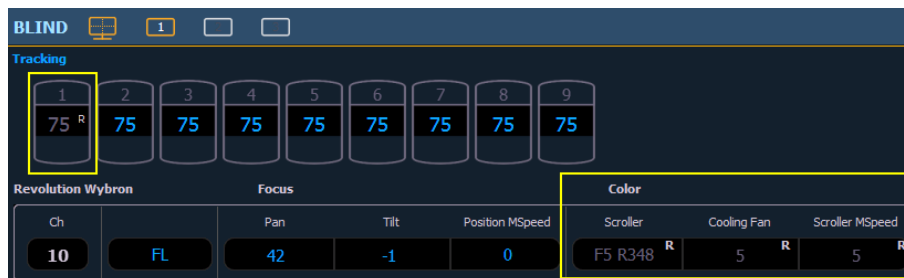 BLIND 1
Tracking
1 2 3 4 5 6 7 8 9
75 R 75 75 75 75 75 75 75 75
Revolution Wybron Focus Color
Ch Pan Tilt Position MSpeed Scroller Cooling Fan Scroller MSpeed
10 FL 42 -1 0 F5 R348 R 5 R 5 R